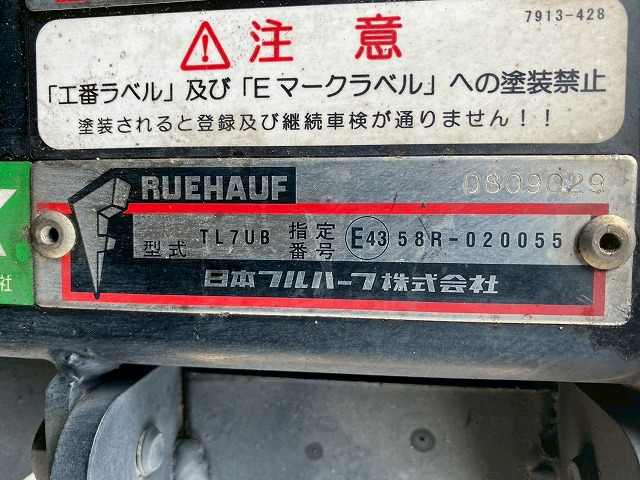 7913-428
注意
「工番ラベル」及び「Eマークラベル」への塗装禁止
塗装されると登録及び継続車検が通りません!!
FRUEHAUF
0809029
型式 TL7UB 指定番号 E43 58R-020055
日本フルハーフ株式会社
社